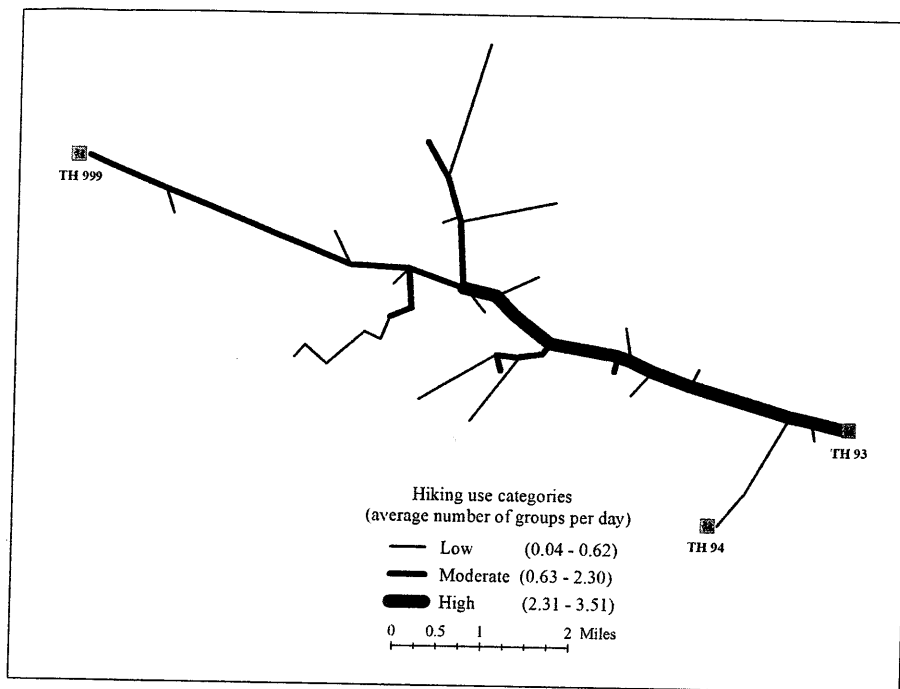 TH 999
TH 93
TH 94
Hiking use categories
(average number of groups per day)
Low (0.04 - 0.62)
Moderate (0.63 - 2.30)
High (2.31 - 3.51)
0 0.5 1 2 Miles